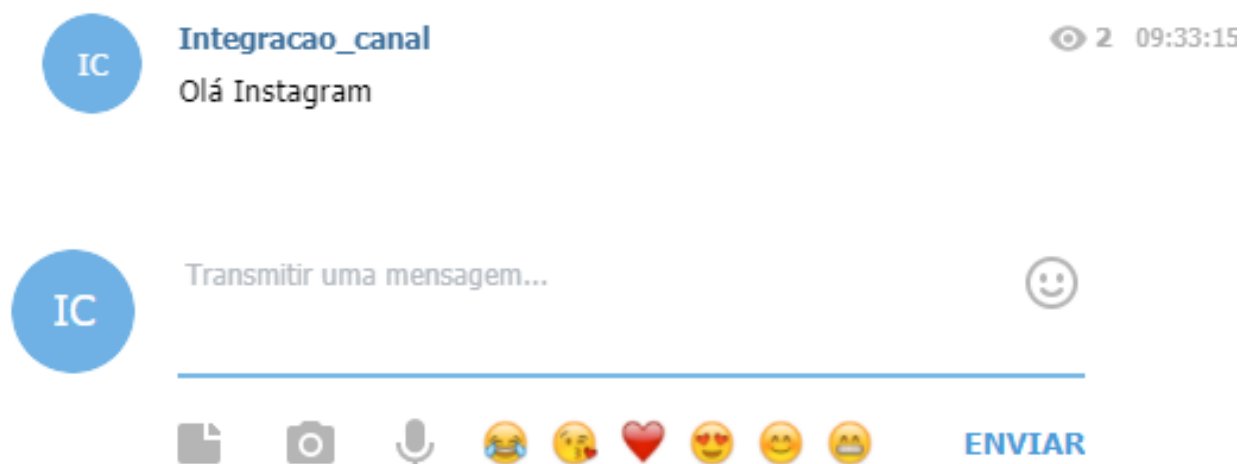 IC
Integracao_canal
2 09:33:15
Olá Instagram
IC
Transmitir uma mensagem...
ENVIAR